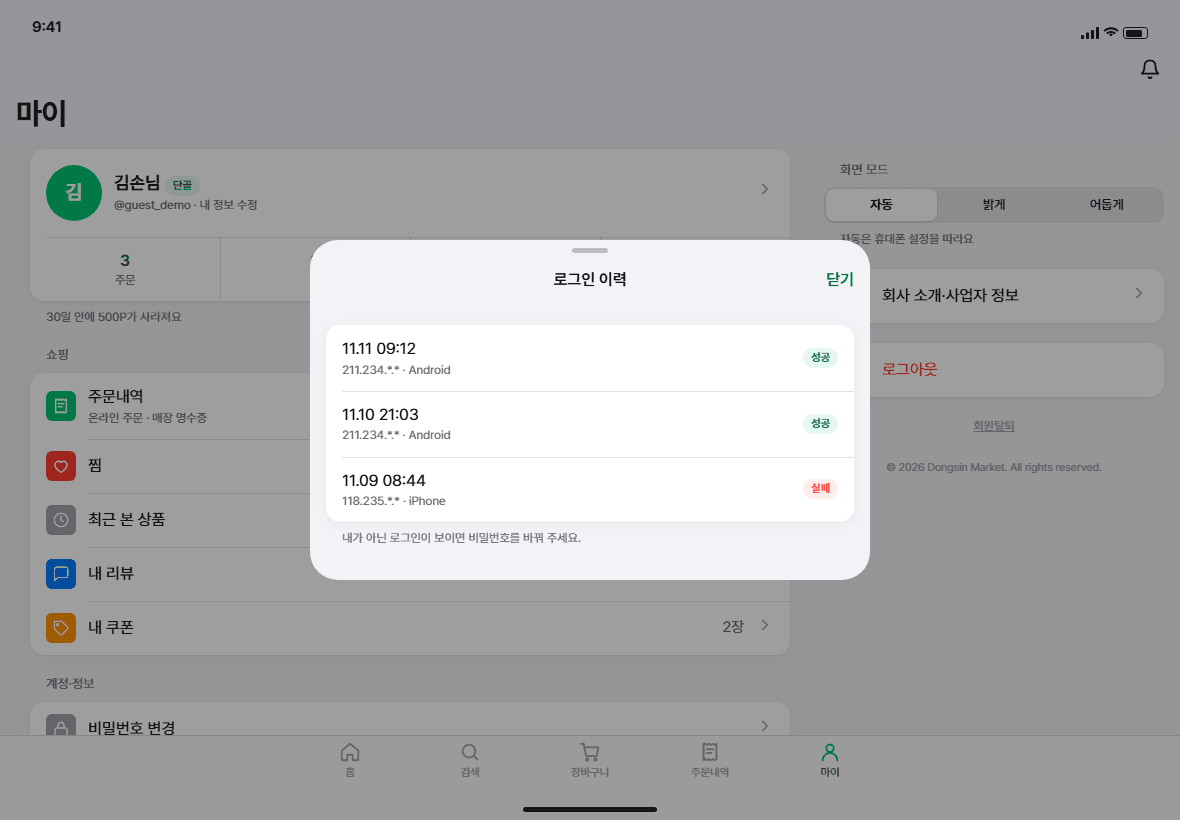 9:41
마이
김
김손님 단골
@guest_demo · 내 정보 수정
3
주문
30일 안에 500P가 사라져요
쇼핑
주문내역
온라인 주문 · 매장 영수증
찜
최근 본 상품
내 리뷰
내 쿠폰
2장
계정·정보
비밀번호 변경
화면 모드
자동
밝게
어둡게
자동은 휴대폰 설정을 따라요
회사 소개·사업자 정보
로그아웃
회원탈퇴
© 2026 Dongsin Market. All rights reserved.
로그인 이력
닫기
11.11 09:12
211.234.*.* · Android
성공
11.10 21:03
211.234.*.* · Android
성공
11.09 08:44
118.235.*.* · iPhone
실패
내가 아닌 로그인이 보이면 비밀번호를 바꿔 주세요.
홈
검색
장바구니
주문내역
마이